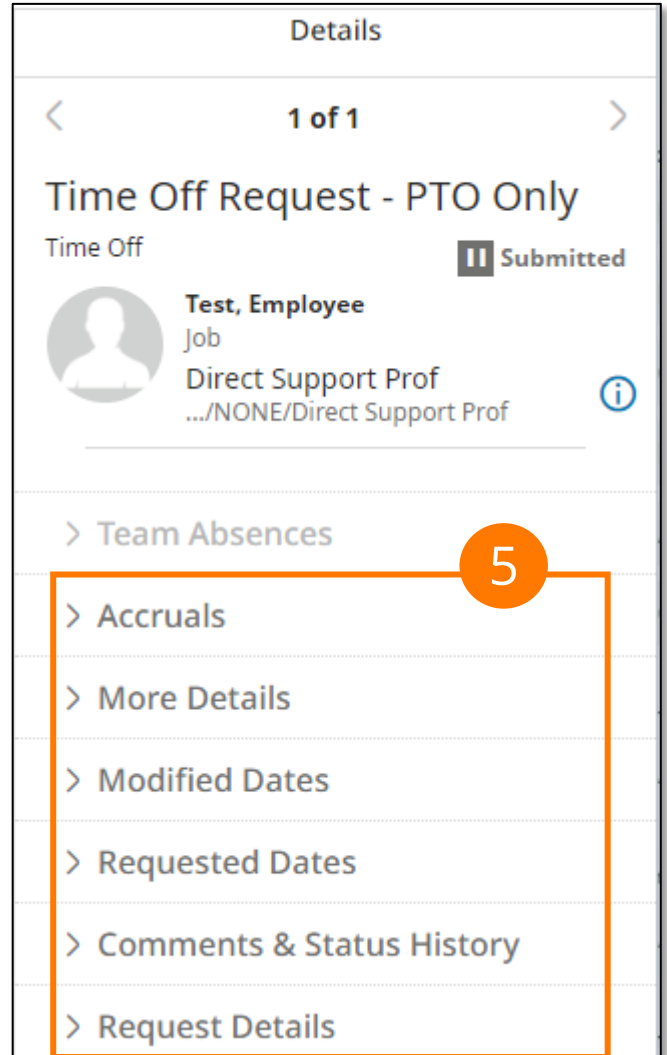 Details
1 of 1
Time Off Request - PTO Only
Time Off
Submitted
Test, Employee
Job
Direct Support Prof
.../NONE/Direct Support Prof
Team Absences
5
Accruals
More Details
Modified Dates
Requested Dates
Comments & Status History
Request Details